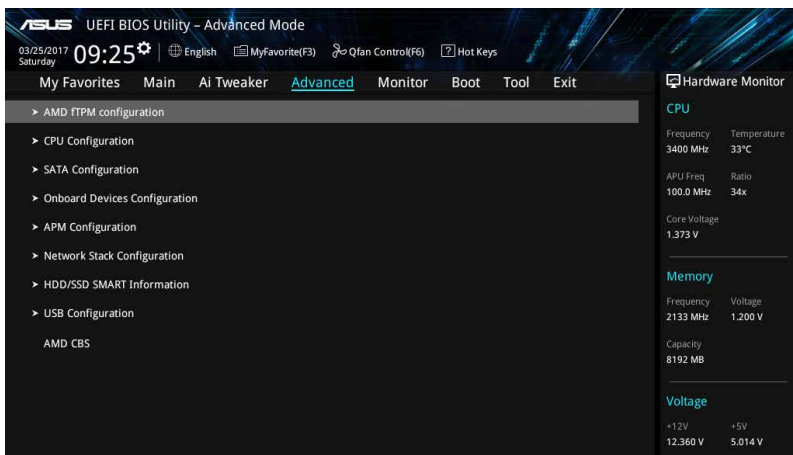 ASUS UEFI BIOS Utility – Advanced Mode
03/25/2017 Saturday 09:25 English MyFavorite(F3) Qfan Control(F6) ? Hot Keys
My Favorites Main Ai Tweaker Advanced Monitor Boot Tool Exit
Hardware Monitor
> AMD fTPM configuration
> CPU Configuration
> SATA Configuration
> Onboard Devices Configuration
> APM Configuration
> Network Stack Configuration
> HDD/SSD SMART Information
> USB Configuration
AMD CBS
CPU
Frequency Temperature
3400 MHz 33°C
APU Freq Ratio
100.0 MHz 34x
Core Voltage
1.373 V
Memory
Frequency Voltage
2133 MHz 1.200 V
Capacity
8192 MB
Voltage
+12V +5V
12.360 V 5.014 V